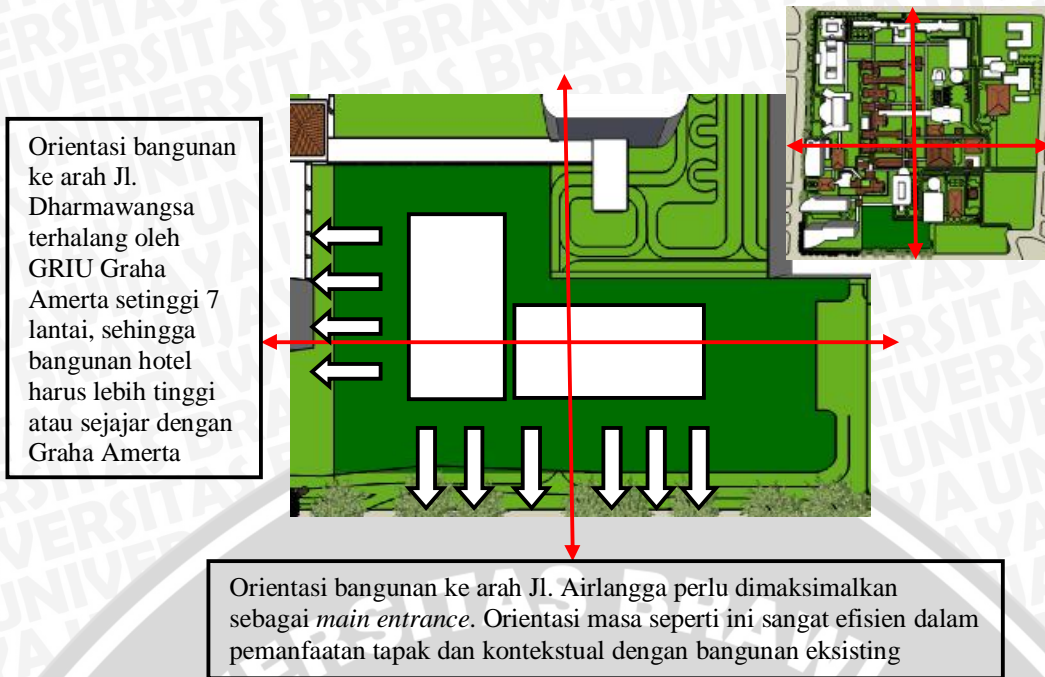 Orientasi bangunan
ke arah Jl.
Dharmawangsa
terhalang oleh
GRIU Graha
Amerta setinggi 7
lantai, sehingga
bangunan hotel
harus lebih tinggi
atau sejajar dengan
Graha Amerta
Orientasi bangunan ke arah Jl. Airlangga perlu dimaksimalkan
sebagai main entrance. Orientasi masa seperti ini sangat efisien dalam
pemanfaatan tapak dan kontekstual dengan bangunan eksisting